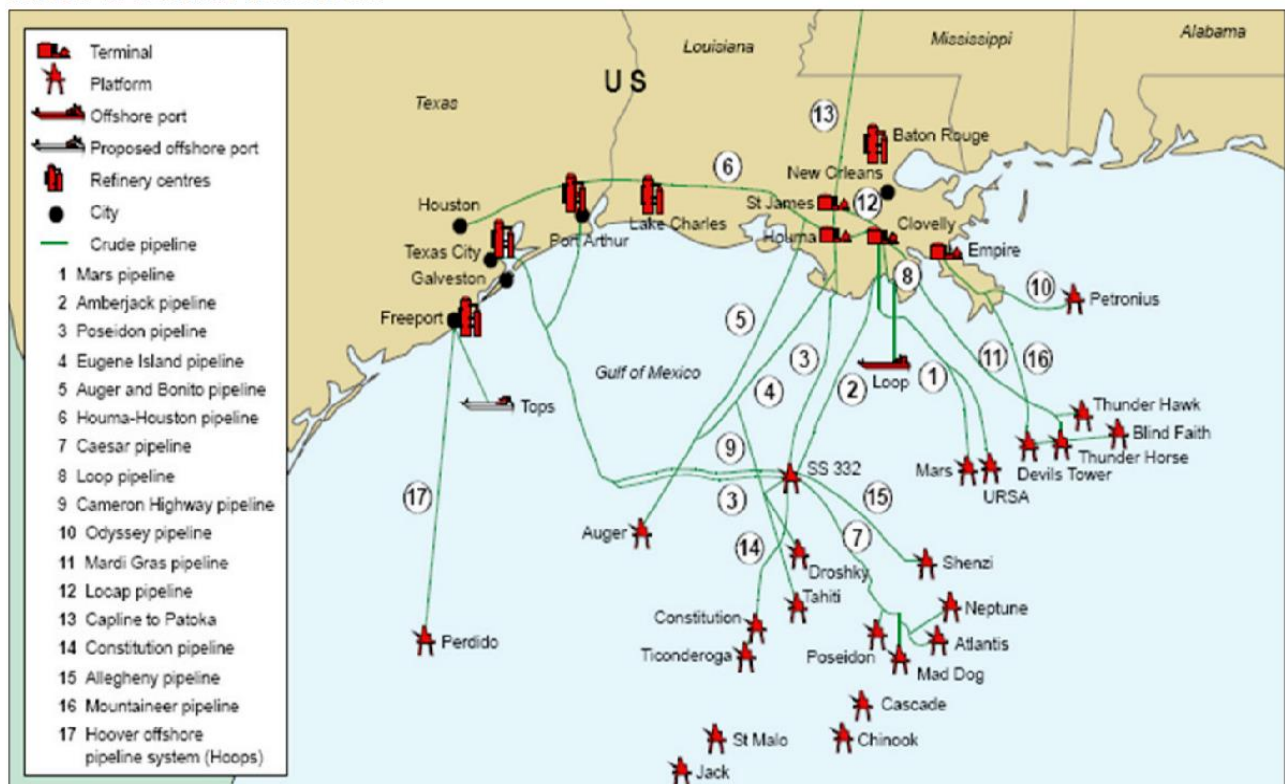 Terminal
Platform
Offshore port
Proposed offshore port
Refinery centres
City
Crude pipeline
1 Mars pipeline
2 Amberjack pipeline
3 Poseidon pipeline
4 Eugene Island pipeline
5 Auger and Bonito pipeline
6 Houma-Houston pipeline
7 Caesar pipeline
8 Loop pipeline
9 Cameron Highway pipeline
10 Odyssey pipeline
11 Mardi Gras pipeline
12 Locap pipeline
13 Capline to Patoka
14 Constitution pipeline
15 Allegheny pipeline
16 Mountaineer pipeline
17 Hoover offshore
pipeline system (Hoops)
Louisiana
Mississippi
Alabama
US
Texas
13
Baton Rouge
6
New Orleans
St James
12
Houston
Lake Charles
Clovelly
Port Arthur
Houma
Texas City
Empire
Galveston
8
10
Petronius
Freeport
5
3
11
16
Gulf of Mexico
4
2
Loop
1
Tops
Thunder Hawk
Blind Faith
9
SS 332
Mars
Devils Tower
Thunder Horse
URSA
17
3
15
Auger
14
7
Droshky
Shenzi
Tahiti
Neptune
Constitution
Perdido
Atlantis
Ticonderoga
Poseidon
Mad Dog
Cascade
St Malo
Chinook
Jack